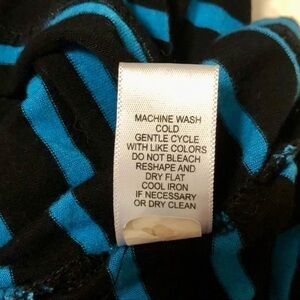 MACHINE WASH
COLD
GENTLE CYCLE
WITH LIKE COLORS
DO NOT BLEACH
RESHAPE AND
DRY FLAT
COOL IRON
IF NECESSARY
OR DRY CLEAN